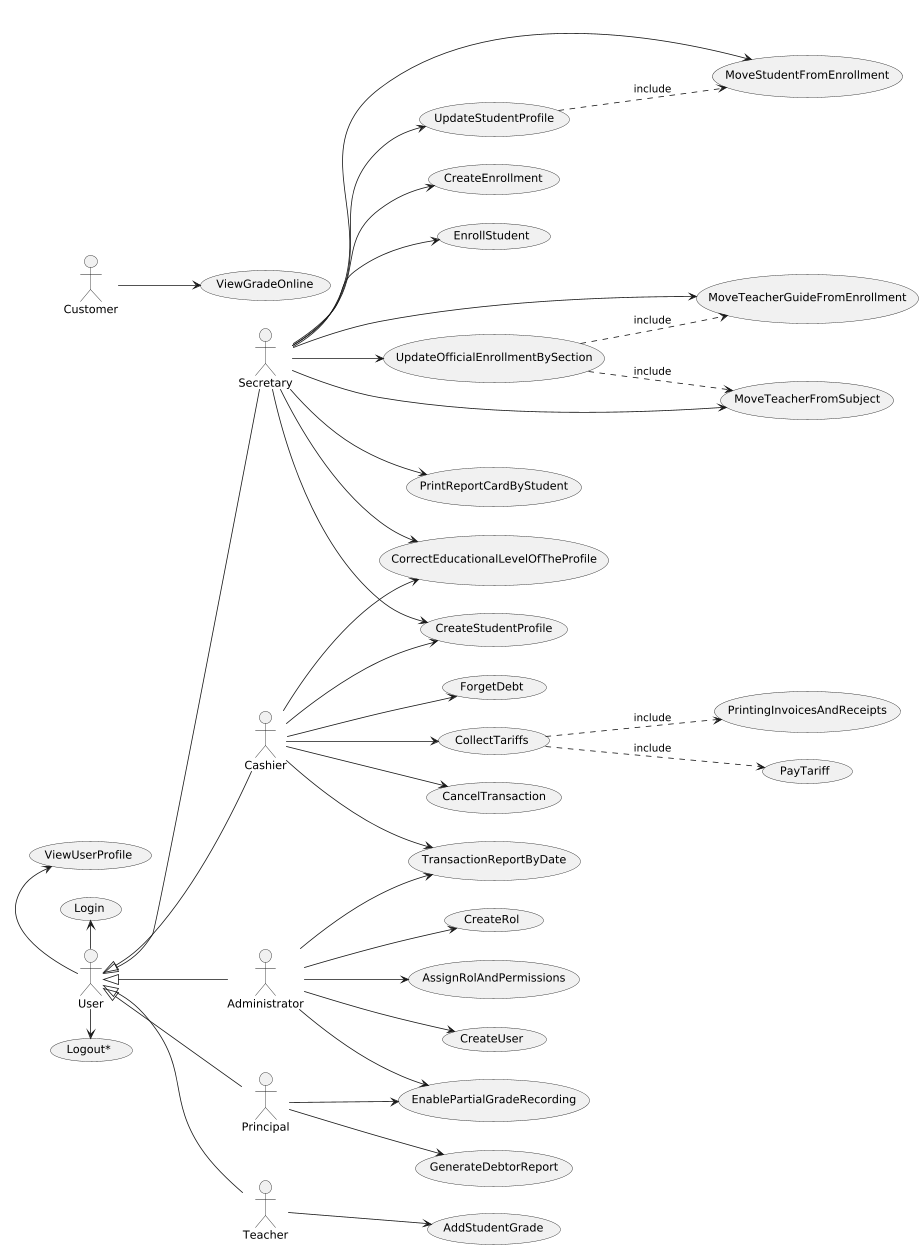 MoveStudentFromEnrollment
include
UpdateStudentProfile
CreateEnrollment
EnrollStudent
ViewGradeOnline
Customer
MoveTeacherGuideFromEnrollment
include
UpdateOfficialEnrollmentBySection
include
Secretary
MoveTeacherFromSubject
PrintReportCardByStudent
CorrectEducationalLevelOfTheProfile
CreateStudentProfile
ForgetDebt
PrintingInvoicesAndReceipts
include
CollectTariffs
include
Cashier
PayTariff
CancelTransaction
ViewUserProfile
TransactionReportByDate
Login
CreateRol
AssignRolAndPermissions
User
Administrator
CreateUser
Logout*
EnablePartialGradeRecording
Principal
GenerateDebtorReport
AddStudentGrade
Teacher